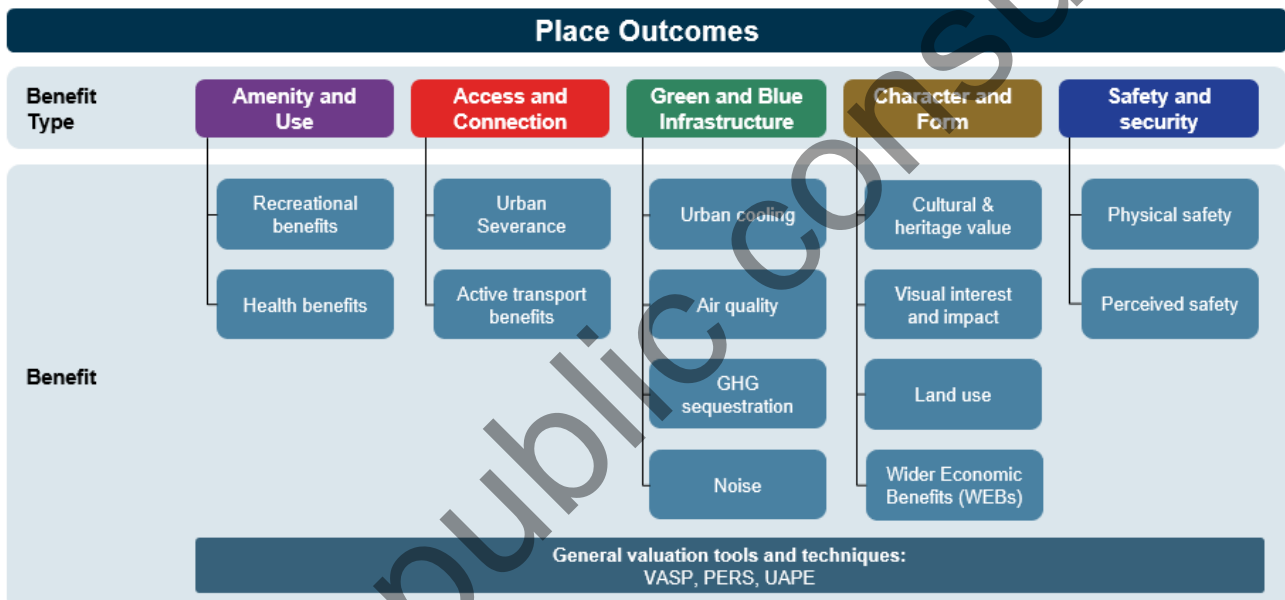 Place Outcomes
Benefit
Type
Amenity and
Use
Access and
Connection
Green and Blue
Infrastructure
Character and
Form
Safety and
security
Benefit
Recreational
benefits
Health benefits
Urban
Severance
Active transport
benefits
Urban cooling
Air quality
GHG
sequestration
Noise
Cultural &
heritage value
Visual interest
and impact
Land use
Wider Economic
Benefits (WEBs)
Physical safety
Perceived safety
General valuation tools and techniques:
VASP, PERS, UAPE
public consu